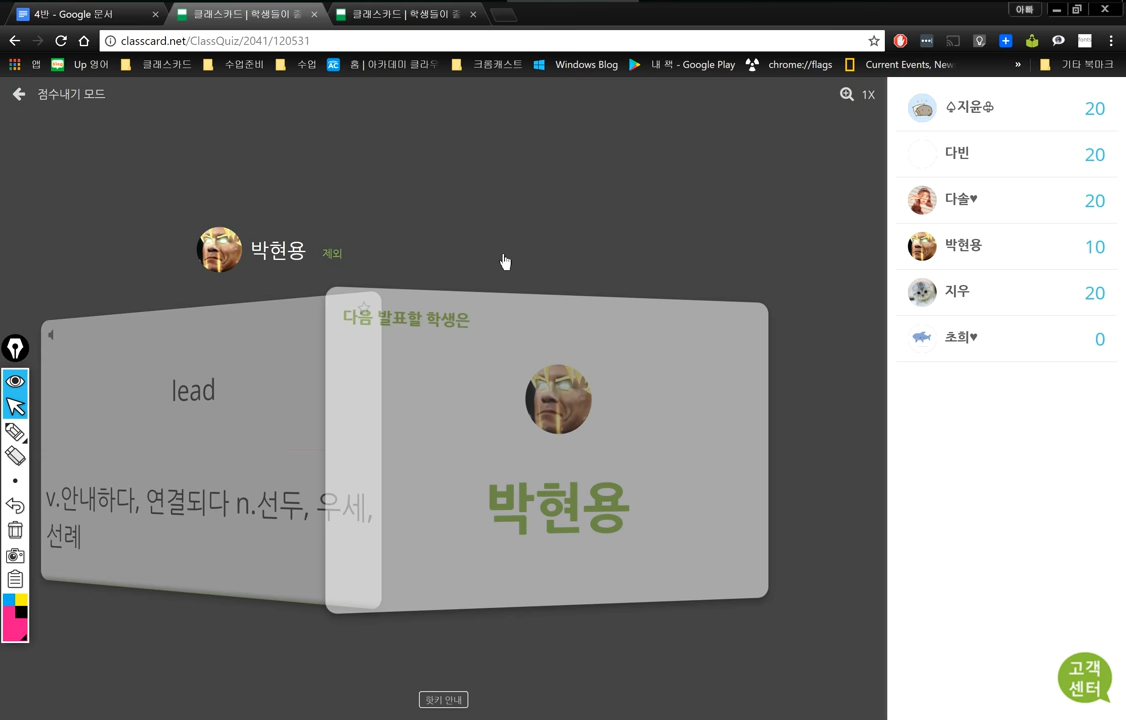 4반 - Google 문서
클래스카드 | 학생들이 좋
클래스카드 | 학생들이 좋
아빠
classcard.net/ClassQuiz/2041/120531
앱
Up 영어
클래스카드
수업준비
수업
홈 | 아카데미 클라우
크롬캐스트
Windows Blog
내 책 - Google Play
chrome://flags
Current Events, New
»
기타 북마크
점수내기 모드
1X
박현용 제외
다음 발표할 학생은
lead
v.안내하다, 연결되다 n.선두, 우세,
선례
박현용
핫키 안내
♤지윤♧ 20
다빈 20
다솔♥ 20
박현용 10
지우 20
초희♥ 0
고객
센터